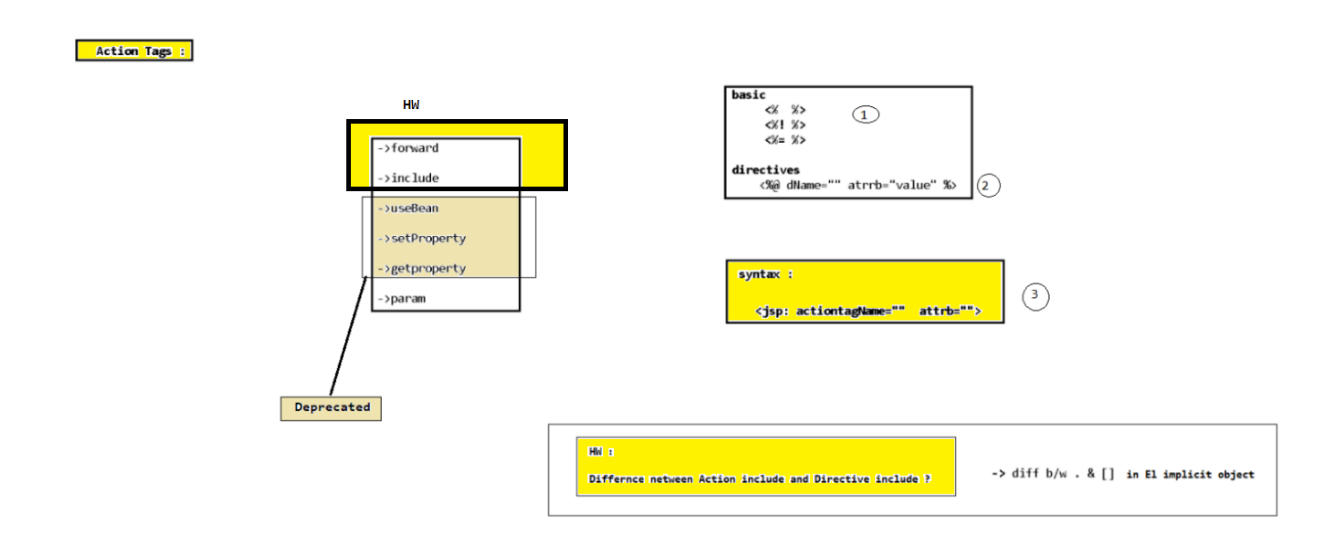 Action Tags :
HW
->forward
->include
->useBean
->setProperty
->getproperty
->param
Deprecated
basic
<% %>
<%! %>
<%= %>
1
directives
<%@ dName="" atrrb="value" %>
2
syntax :
<jsp: actiontagName="" attrb="">
3
HW :
Differnce netween Action include and Directive include ?
-> diff b/w . & [] in El implicit object